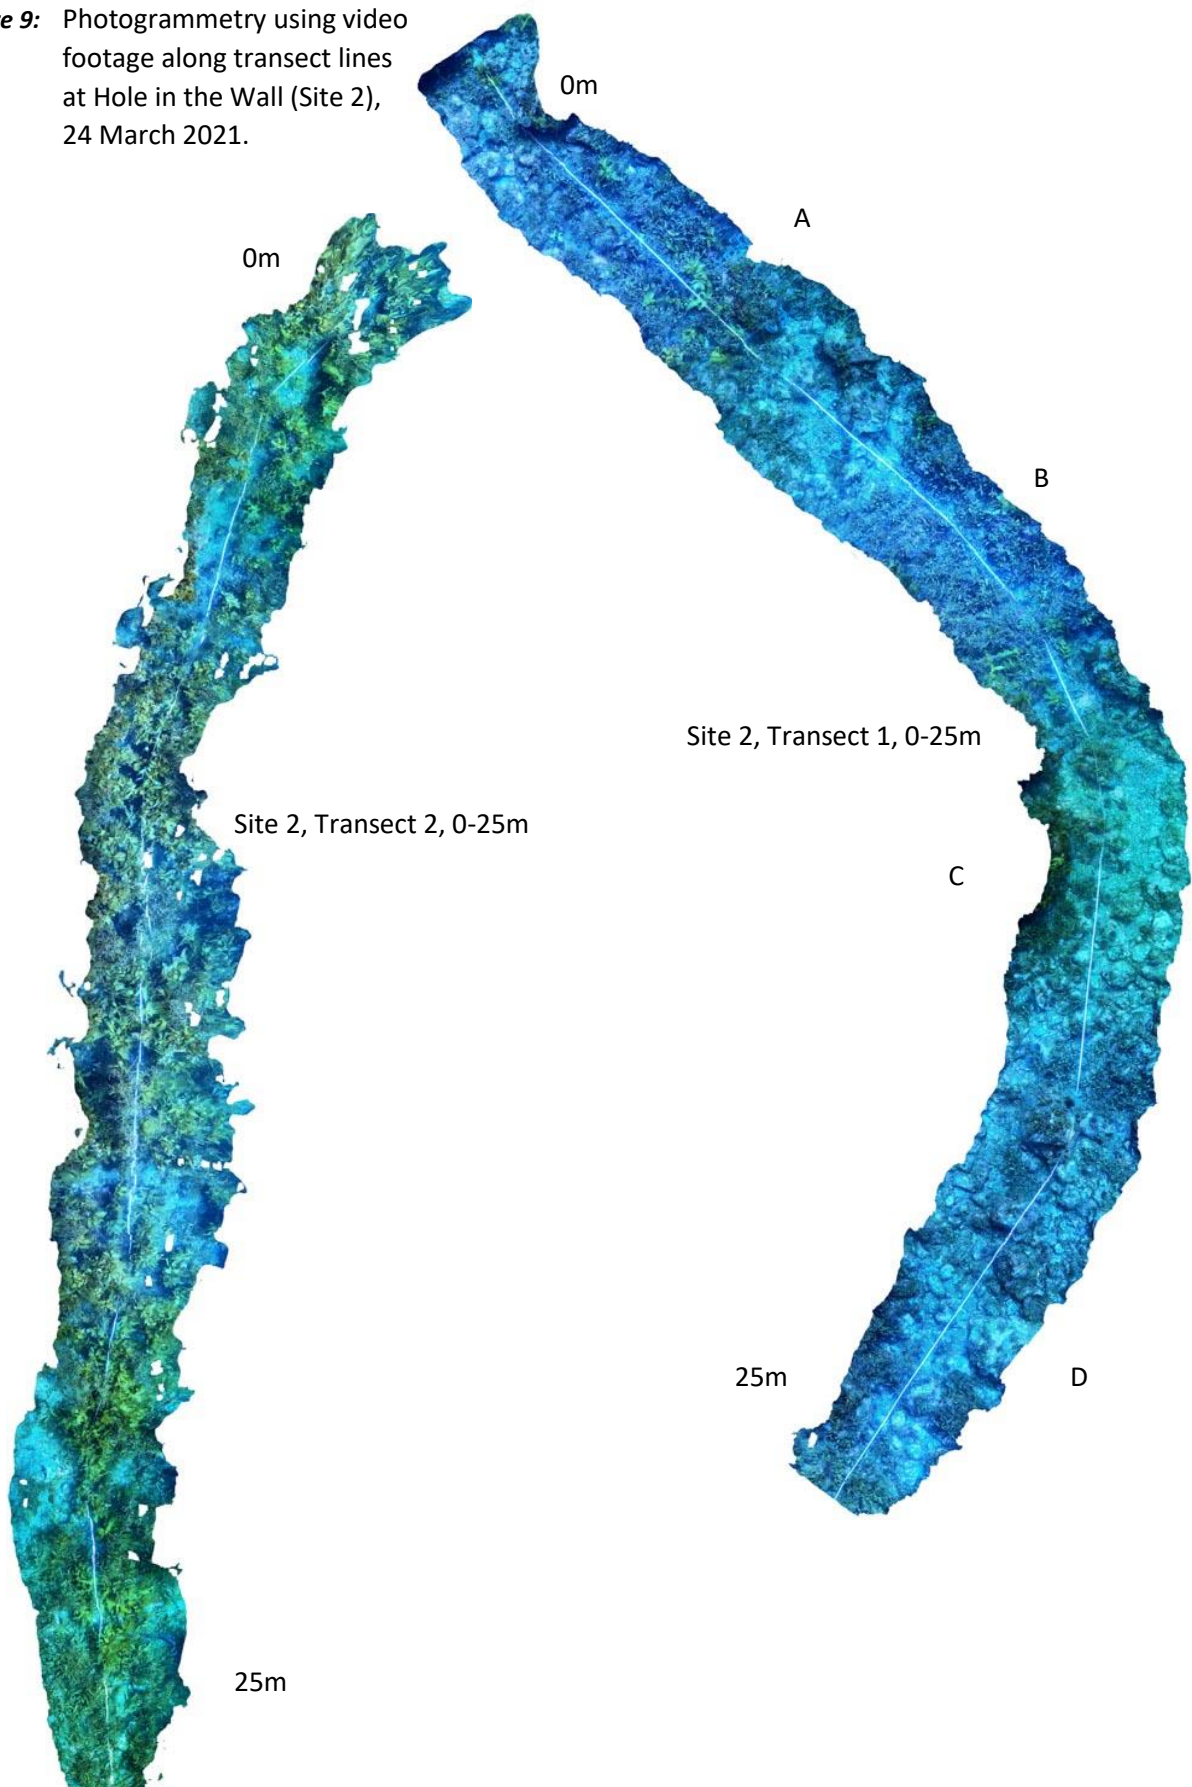 e 9: Photogrammetry using video
footage along transect lines
at Hole in the Wall (Site 2),
24 March 2021.
0m
A
0m
B
Site 2, Transect 1, 0-25m
Site 2, Transect 2, 0-25m
C
25m
D
25m